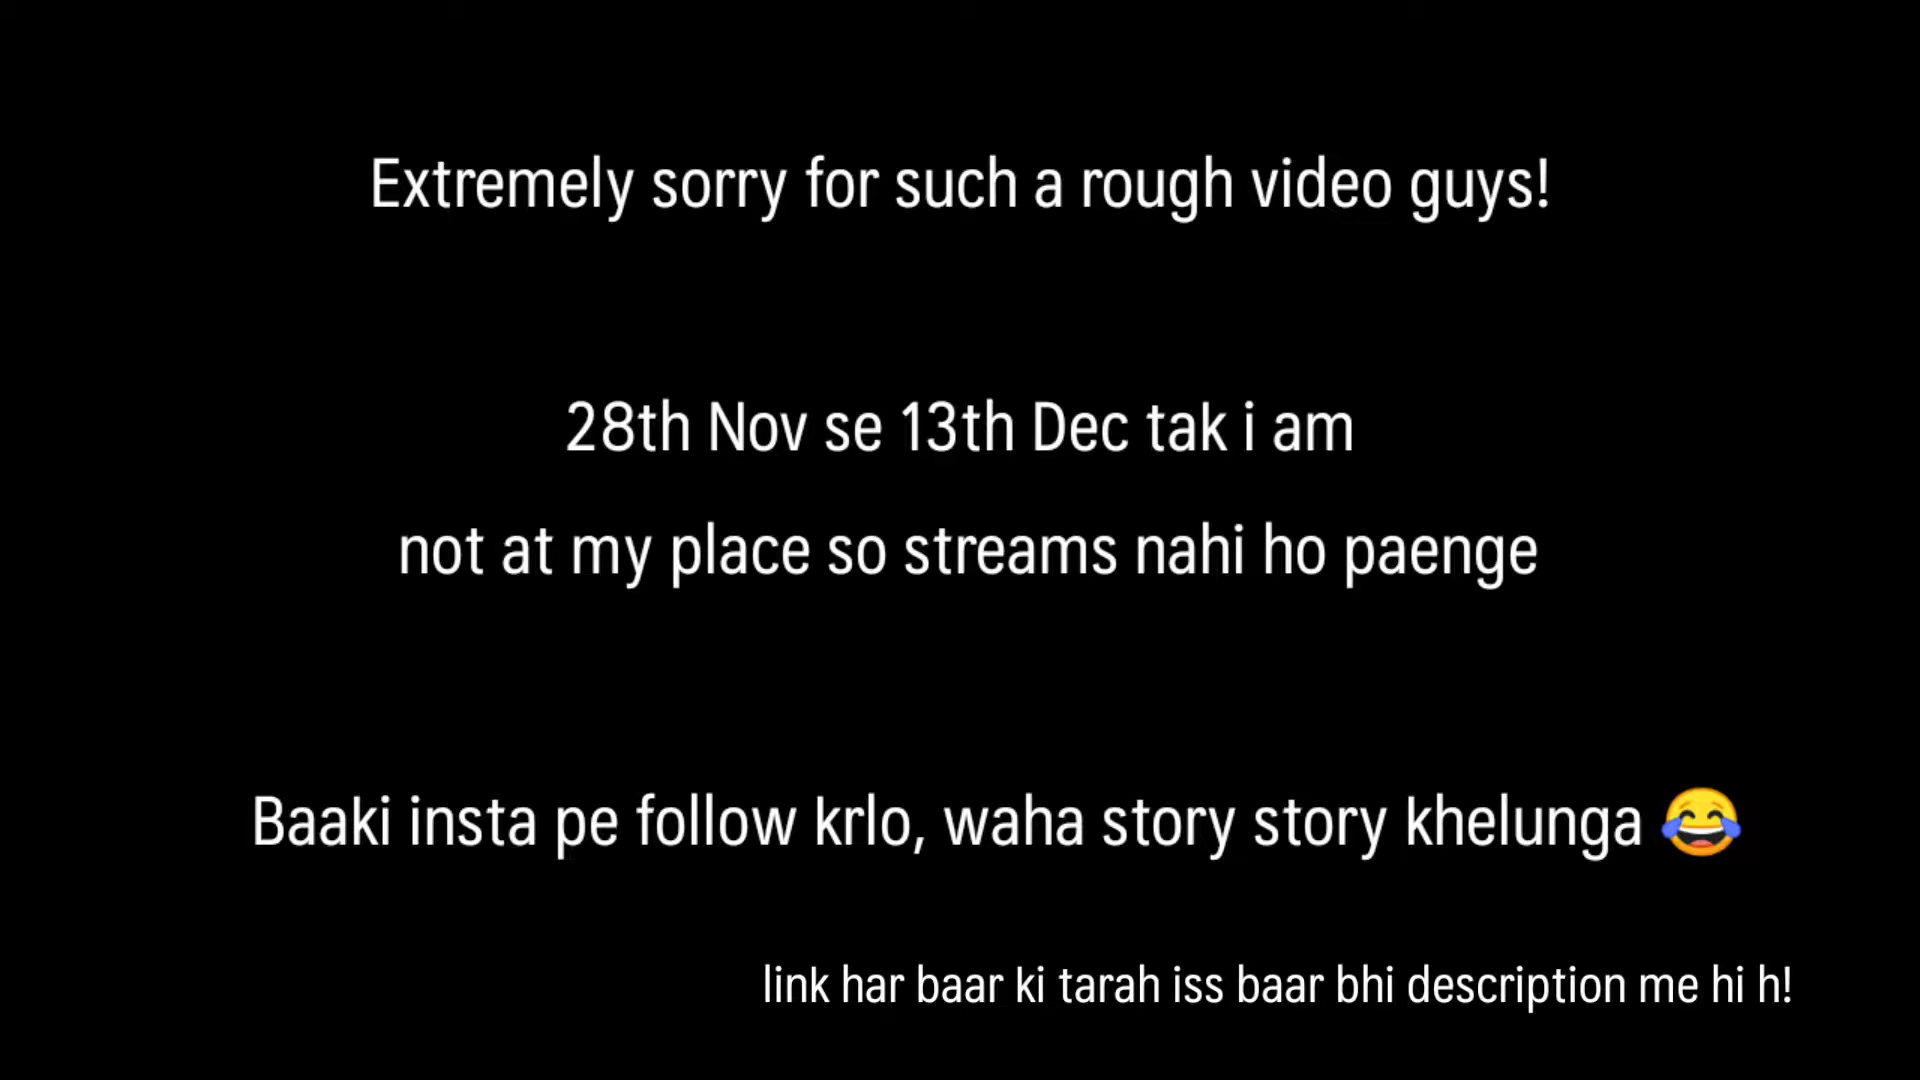 Extremely sorry for such a rough video guys!
28th Nov se 13th Dec tak i am
not at my place so streams nahi ho paenge
Baaki insta pe follow krlo, waha story story khelunga 😂
link har baar ki tarah iss baar bhi description me hi h!